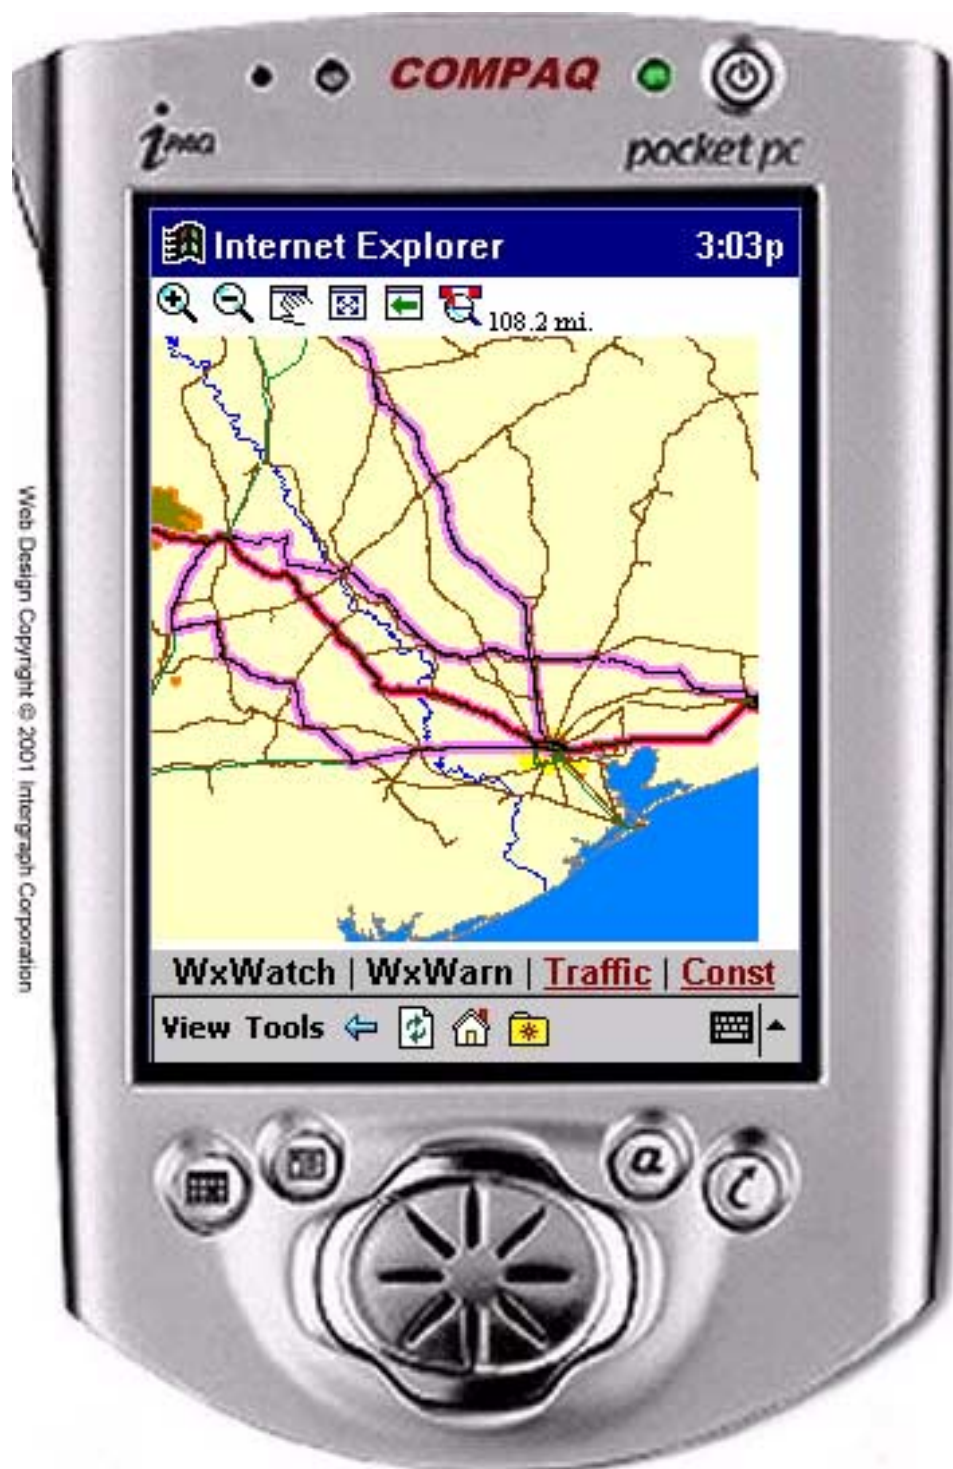 COMPAQ
iPAQ
pocket pc
Internet Explorer 3:03p
108.2 mi.
WxWatch | WxWarn | Traffic | Const
View Tools
a
Web Design Copyright © 2001 Intergraph Corporation